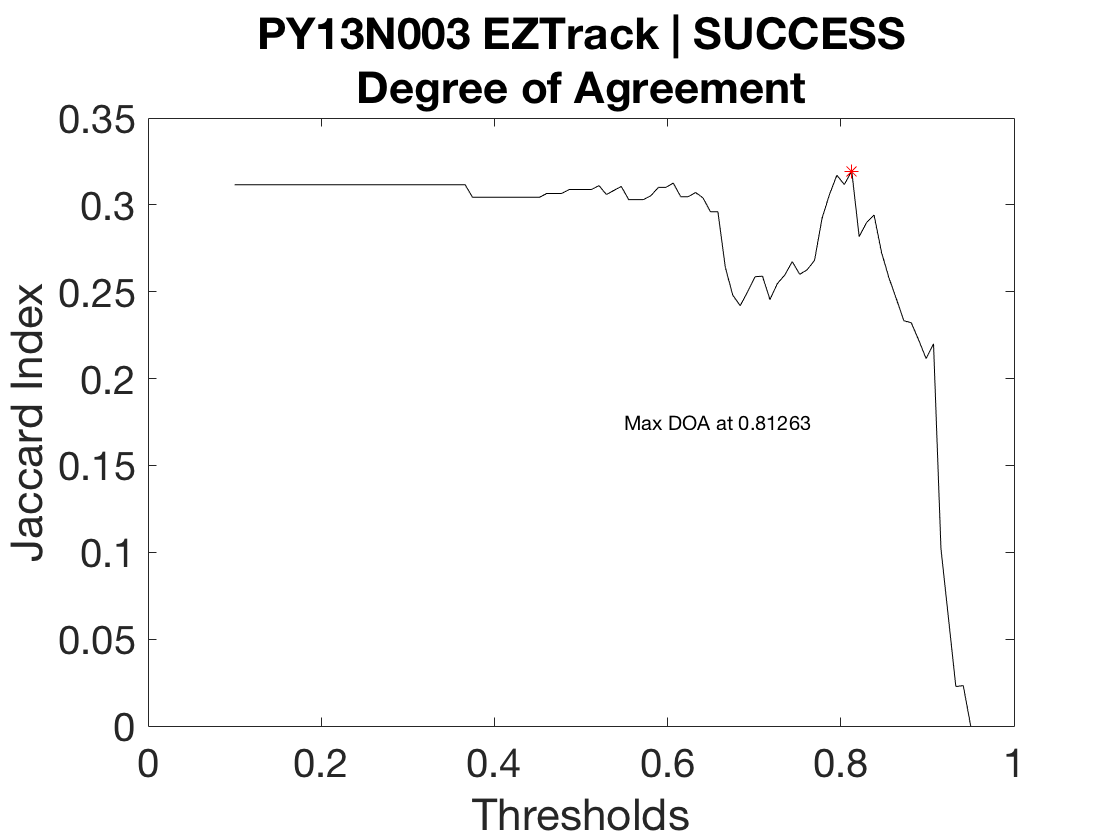 PY13N003 EZTrack | SUCCESS
Degree of Agreement
0.35
0.3
0.25
0.2
0.15
0.1
0.05
0
Jaccard Index
Max DOA at 0.81263
0 0.2 0.4 0.6 0.8 1
Thresholds